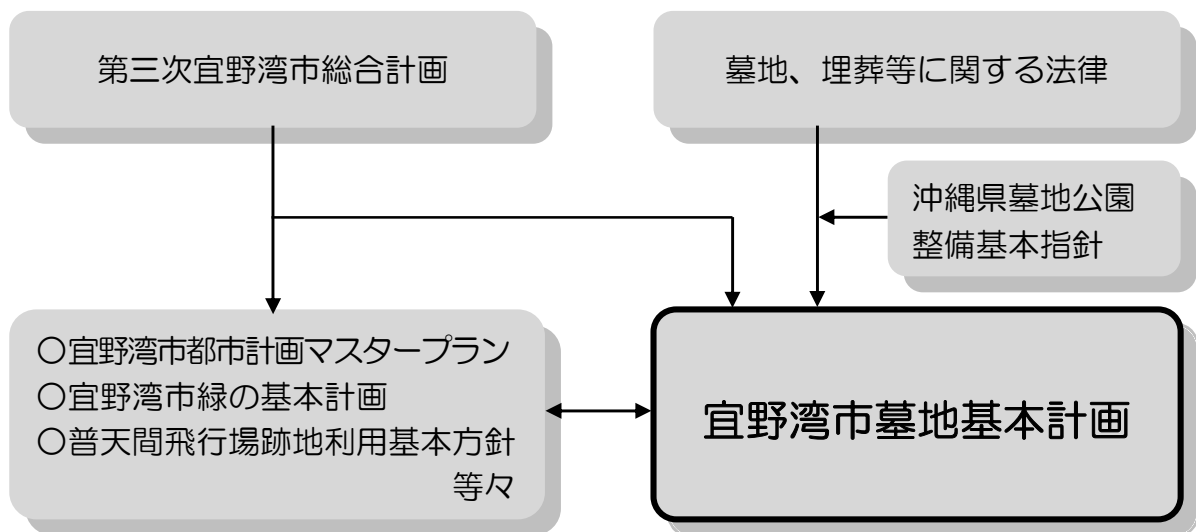 第三次宜野湾市総合計画
墓地、埋葬等に関する法律
沖縄県墓地公園
整備基本指針
○宜野湾市都市計画マスタープラン
○宜野湾市緑の基本計画
○普天間飛行場跡地利用基本方針
等々
宜野湾市墓地基本計画